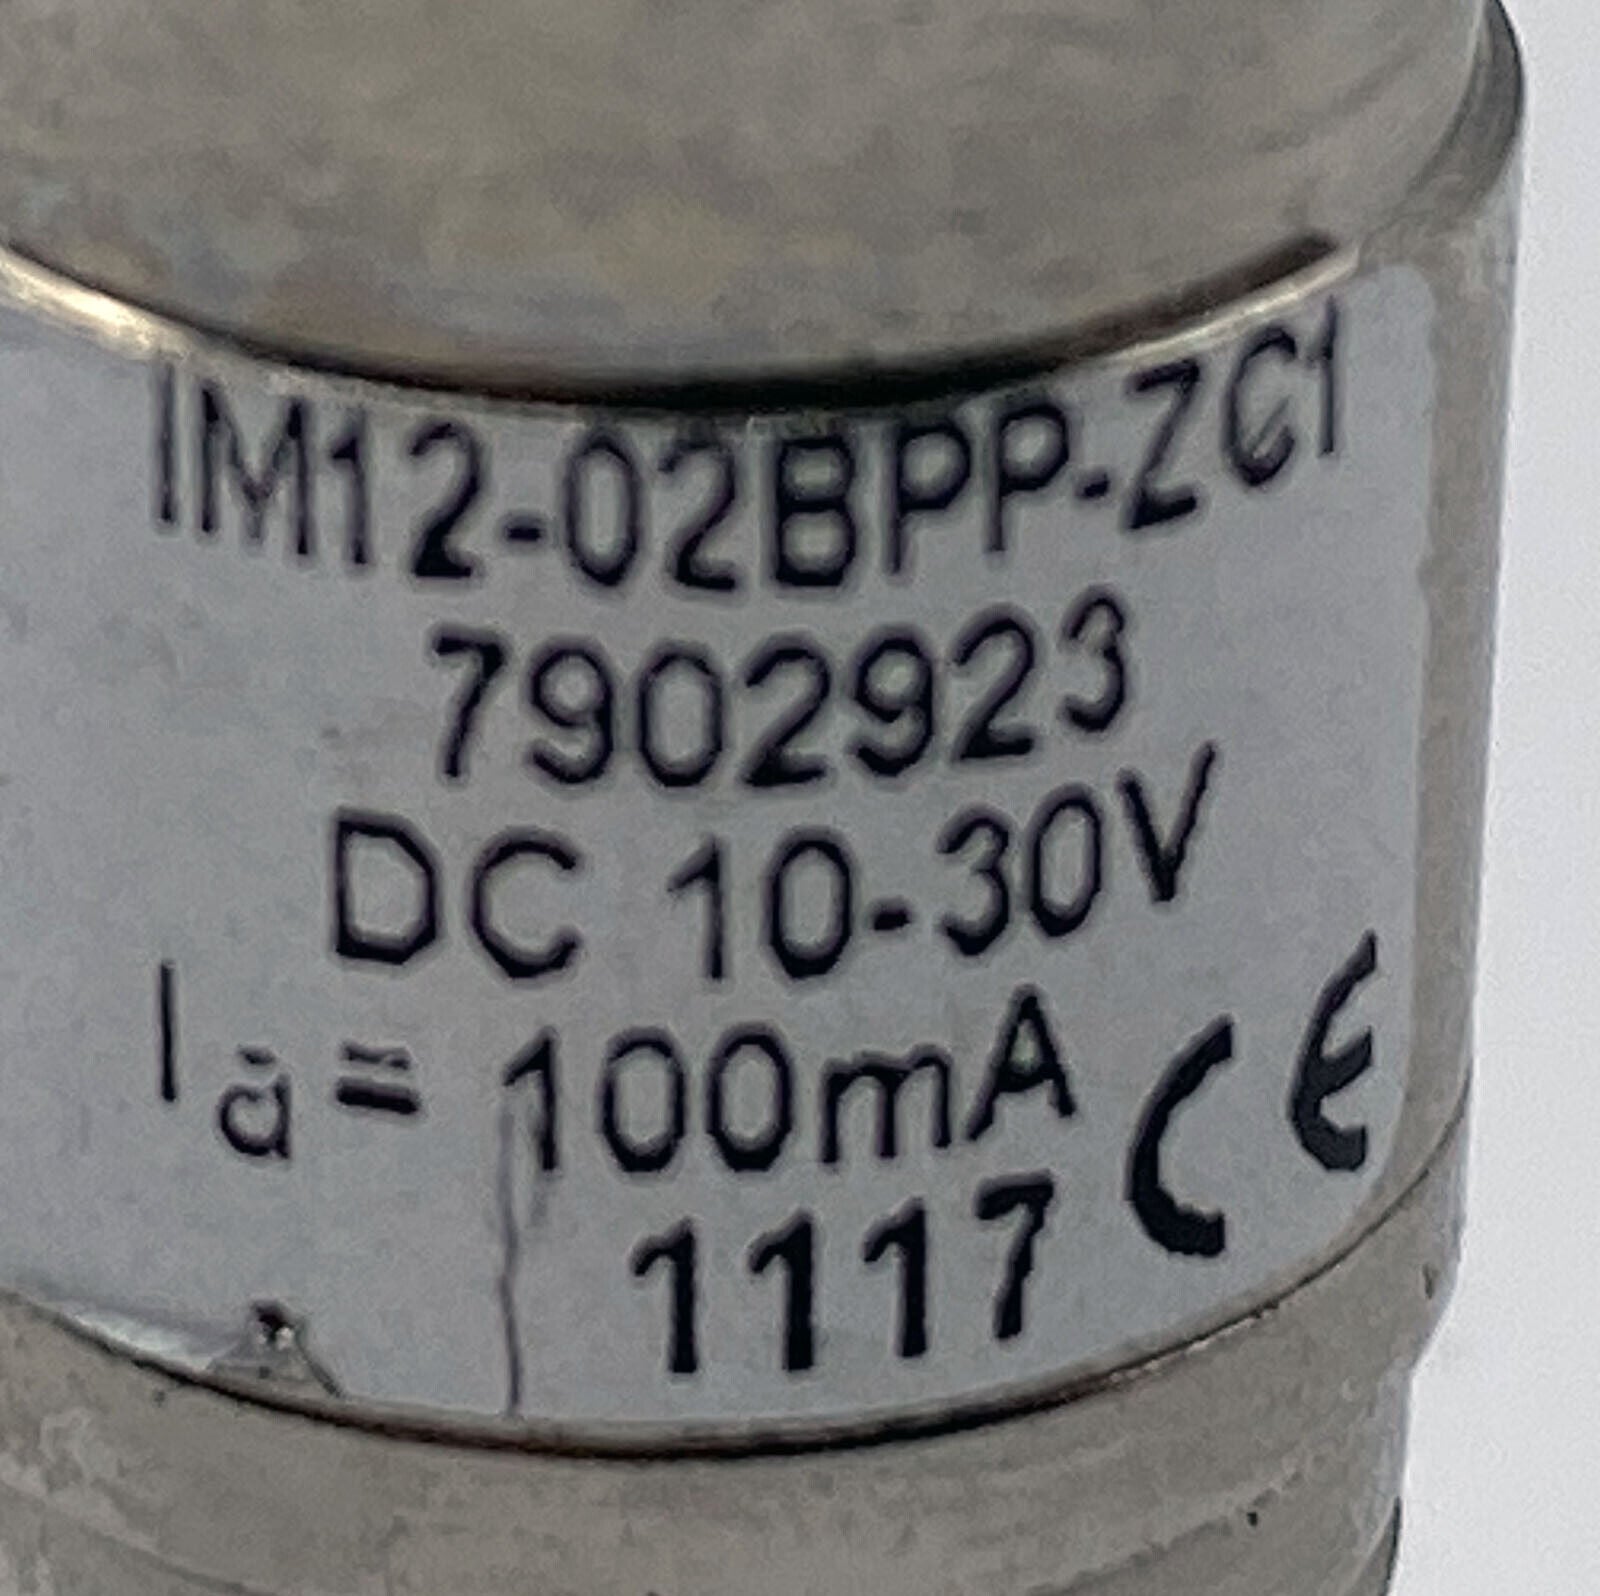 IM12-02BPP-ZC1
7902923
DC 10-30V
Ia = 100mA CE
1117